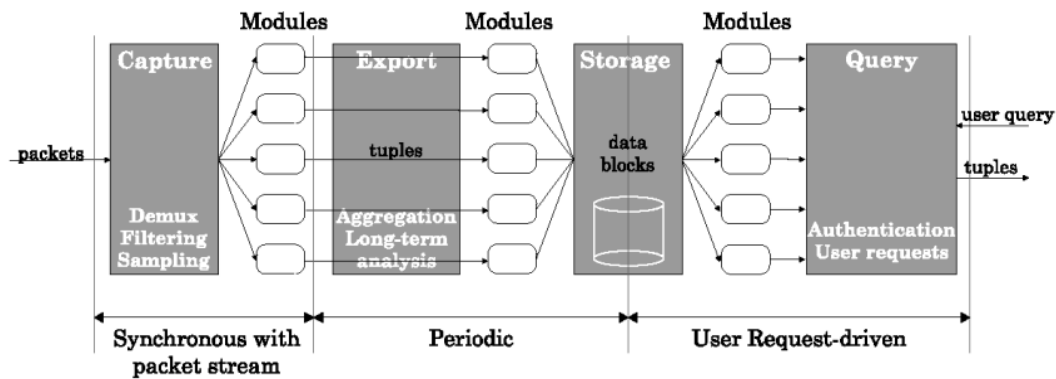 Modules
Modules
Modules
Capture
Export
Storage
Query
packets
tuples
data
blocks
user query
tuples
Demux
Filtering
Sampling
Aggregation
Long-term
analysis
Authentication
User requests
Synchronous with
packet stream
Periodic
User Request-driven